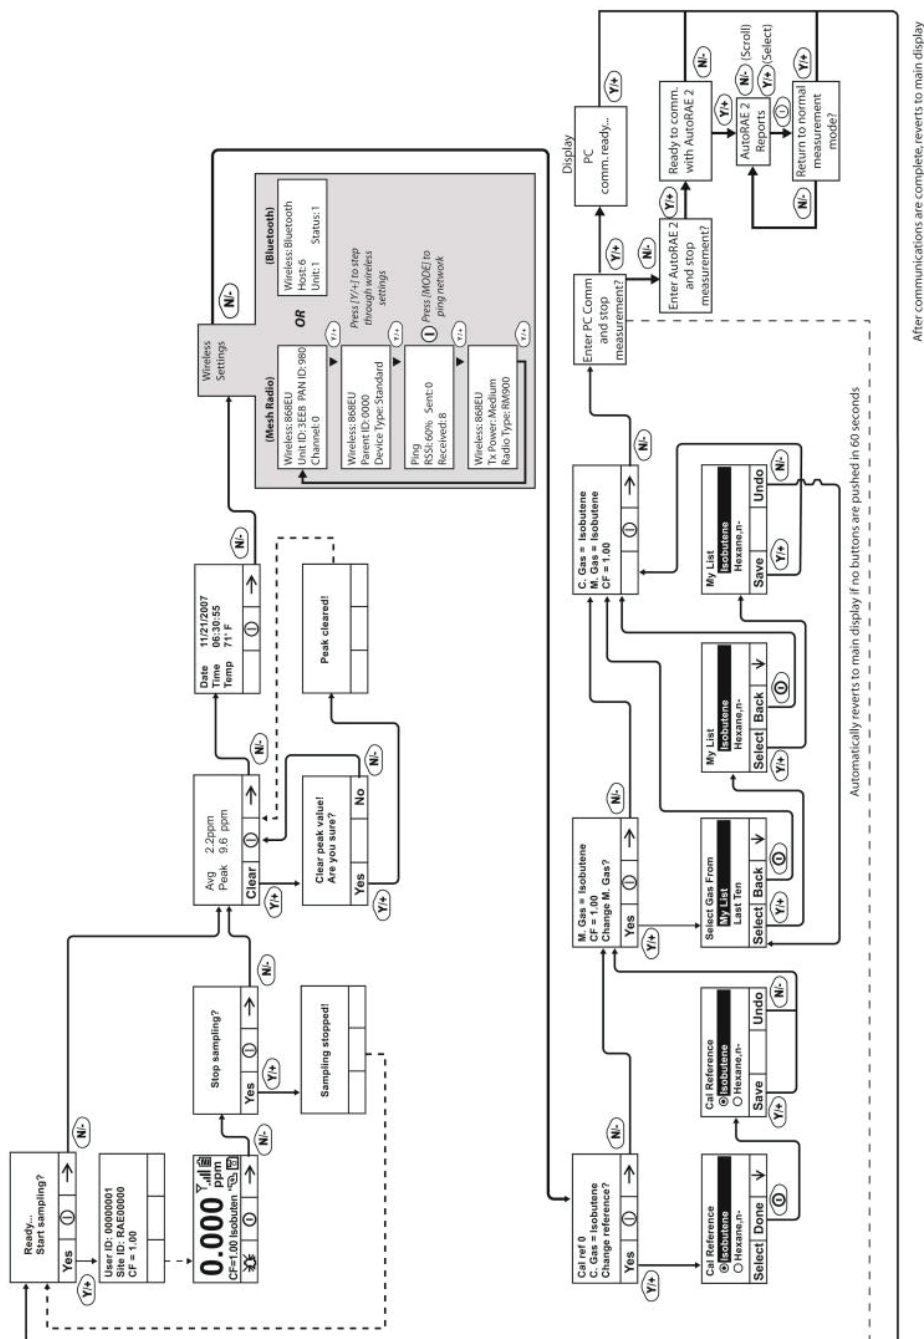 Ready...
Start sampling?
Yes
Y/+
N/-
User ID: 00000001
Site ID: RAE00000
CF = 1.00
0.000 ppm
CF=1.00 Isobuten
N/-
Stop sampling?
Yes
Y/+
N/-
Sampling stopped!
Avg 2.2ppm
Peak 9.6 ppm
Clear
Y/+
N/-
Clear peak value!
Are you sure?
Yes No
Y/+
N/-
Peak cleared!
Date 11/21/2007
Time 06:30:55
Temp 71° F
N/-
Wireless
Settings
N/-
(Mesh Radio)
Wireless: 868EU
Unit ID: 3EE8 PAN ID: 980
Channel: 0
Y/+
Wireless: 868EU
Parent ID: 0000
Device Type: Standard
Y/+
Ping
RSSI: 60% Sent: 0
Received: 8
Y/+
Wireless: 868EU
Tx Power: Medium
Radio Type: RM900
Y/+
OR
(Bluetooth)
Wireless: Bluetooth
Host: 6
Unit: 1 Status: 1
Press [Y/+] to step
through wireless
settings
Press [MODE] to
ping network
Cal ref 0
C. Gas = Isobutene
Change reference?
Yes
Y/+
N/-
Cal Reference
Isobutene
Hexane,n-
Select Done
Cal Reference
Isobutene
Hexane,n-
Save Undo
Y/+
N/-
M. Gas = Isobutene
CF = 1.00
Change M. Gas?
Yes
Y/+
N/-
Select Gas From
My List
Last Ten
Select Back
Y/+
My List
Isobutene
Hexane,n-
Select Back
Y/+
My List
Isobutene
Hexane,n-
Save Undo
Y/+
N/-
C. Gas = Isobutene
M. Gas = Isobutene
CF = 1.00
N/-
Enter PC Comm
and stop
measurement?
Y/+
N/-
Display
PC
comm. ready...
Y/+
Enter AutoRAE 2
and stop
measurement?
Y/+
Ready to comm.
with AutoRAE 2
N/-
Y/+
AutoRAE 2
Reports
N/- (Scroll)
Y/+ (Select)
Return to normal
measurement
mode?
N/-
Y/+
Automatically reverts to main display if no buttons are pushed in 60 seconds
After communications are complete, reverts to main display